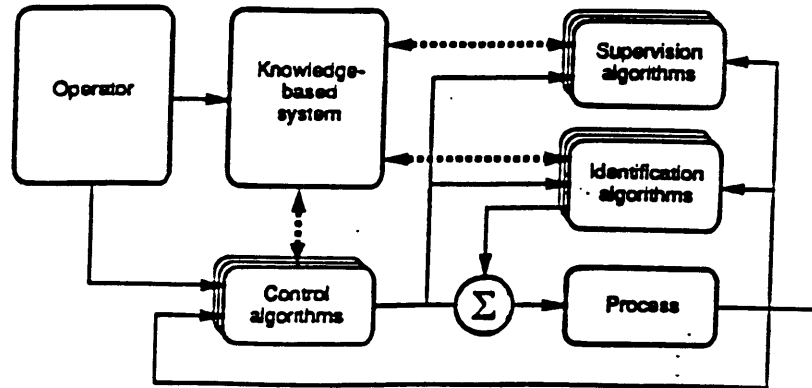 Operator
Knowledge-
based
system
Supervision
algorithms
Identification
algorithms
Control
algorithms
Σ
Process